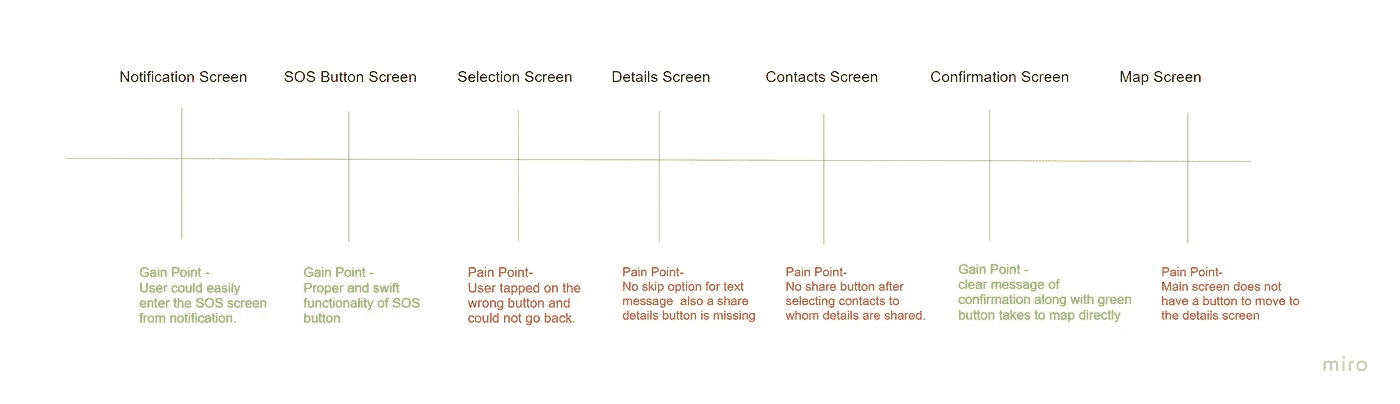 Notification Screen
SOS Button Screen
Selection Screen
Details Screen
Contacts Screen
Confirmation Screen
Map Screen
Gain Point -
User could easily
enter the SOS screen
from notification.
Gain Point -
Proper and swift
functionality of SOS
button
Pain Point-
User tapped on the
wrong button and
could not go back.
Pain Point-
No skip option for text
message also a share
details button is missing
Pain Point-
No share button after
selecting contacts to
whom details are shared.
Gain Point -
clear message of
confirmation along with green
button takes to map directly
Pain Point-
Main screen does not
have a button to move to
the details screen
miro